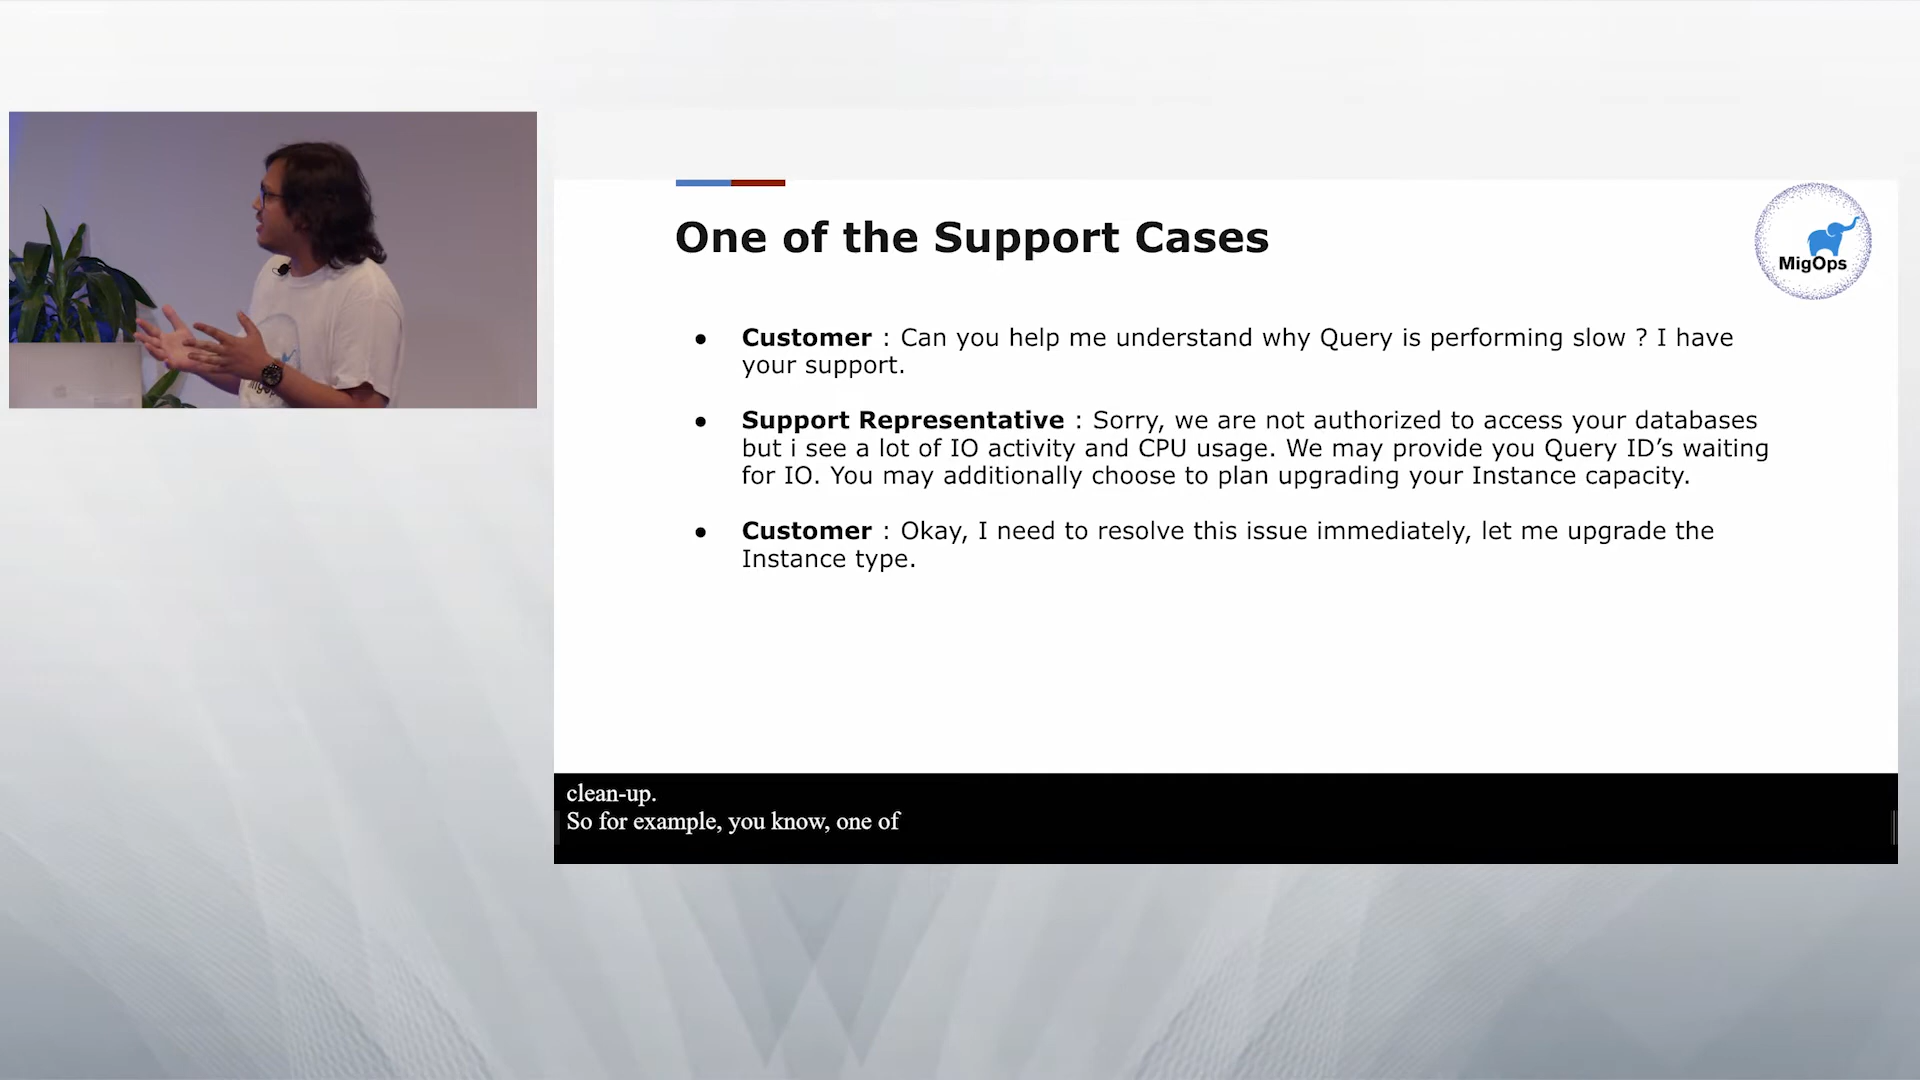 One of the Support Cases
MigOps
● Customer : Can you help me understand why Query is performing slow ? I have
your support.
● Support Representative : Sorry, we are not authorized to access your databases
but i see a lot of IO activity and CPU usage. We may provide you Query ID’s waiting
for IO. You may additionally choose to plan upgrading your Instance capacity.
● Customer : Okay, I need to resolve this issue immediately, let me upgrade the
Instance type.
clean-up.
So for example, you know, one of